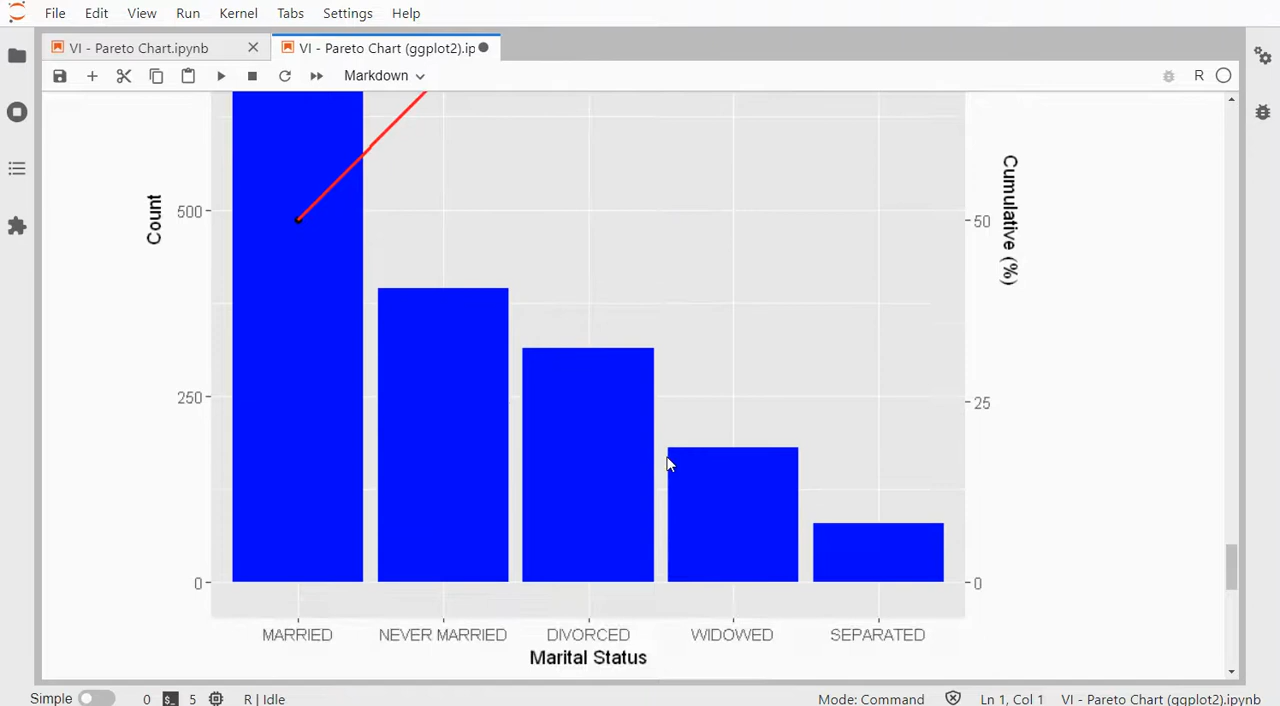 File Edit View Run Kernel Tabs Settings Help
VI - Pareto Chart.ipynb
VI - Pareto Chart (ggplot2).ip
Markdown
R
Count
500
250
0
Cumulative (%)
50
25
0
MARRIED NEVER MARRIED DIVORCED WIDOWED SEPARATED
Marital Status
Simple 0 $_ 5 R | Idle Mode: Command Ln 1, Col 1 VI - Pareto Chart (ggplot2).ipynb